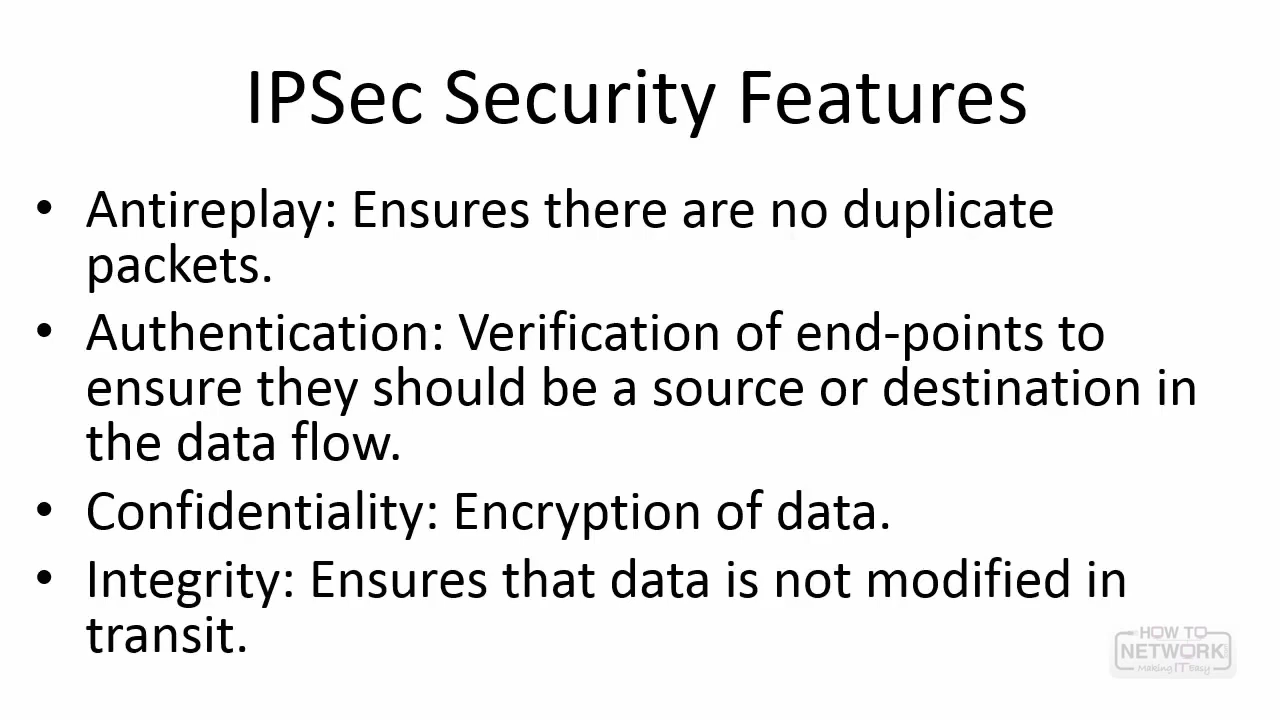 IPSec Security Features
• Antireplay: Ensures there are no duplicate
packets.
• Authentication: Verification of end-points to
ensure they should be a source or destination in
the data flow.
• Confidentiality: Encryption of data.
• Integrity: Ensures that data is not modified in
transit.
HOW TO
NETWORK
Making IT Easy